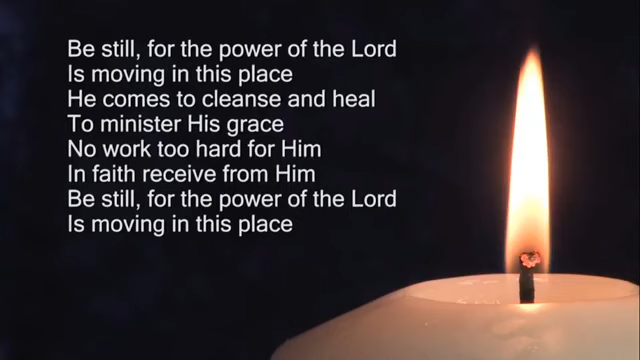 Be still, for the power of the Lord
Is moving in this place
He comes to cleanse and heal
To minister His grace
No work too hard for Him
In faith receive from Him
Be still, for the power of the Lord
Is moving in this place